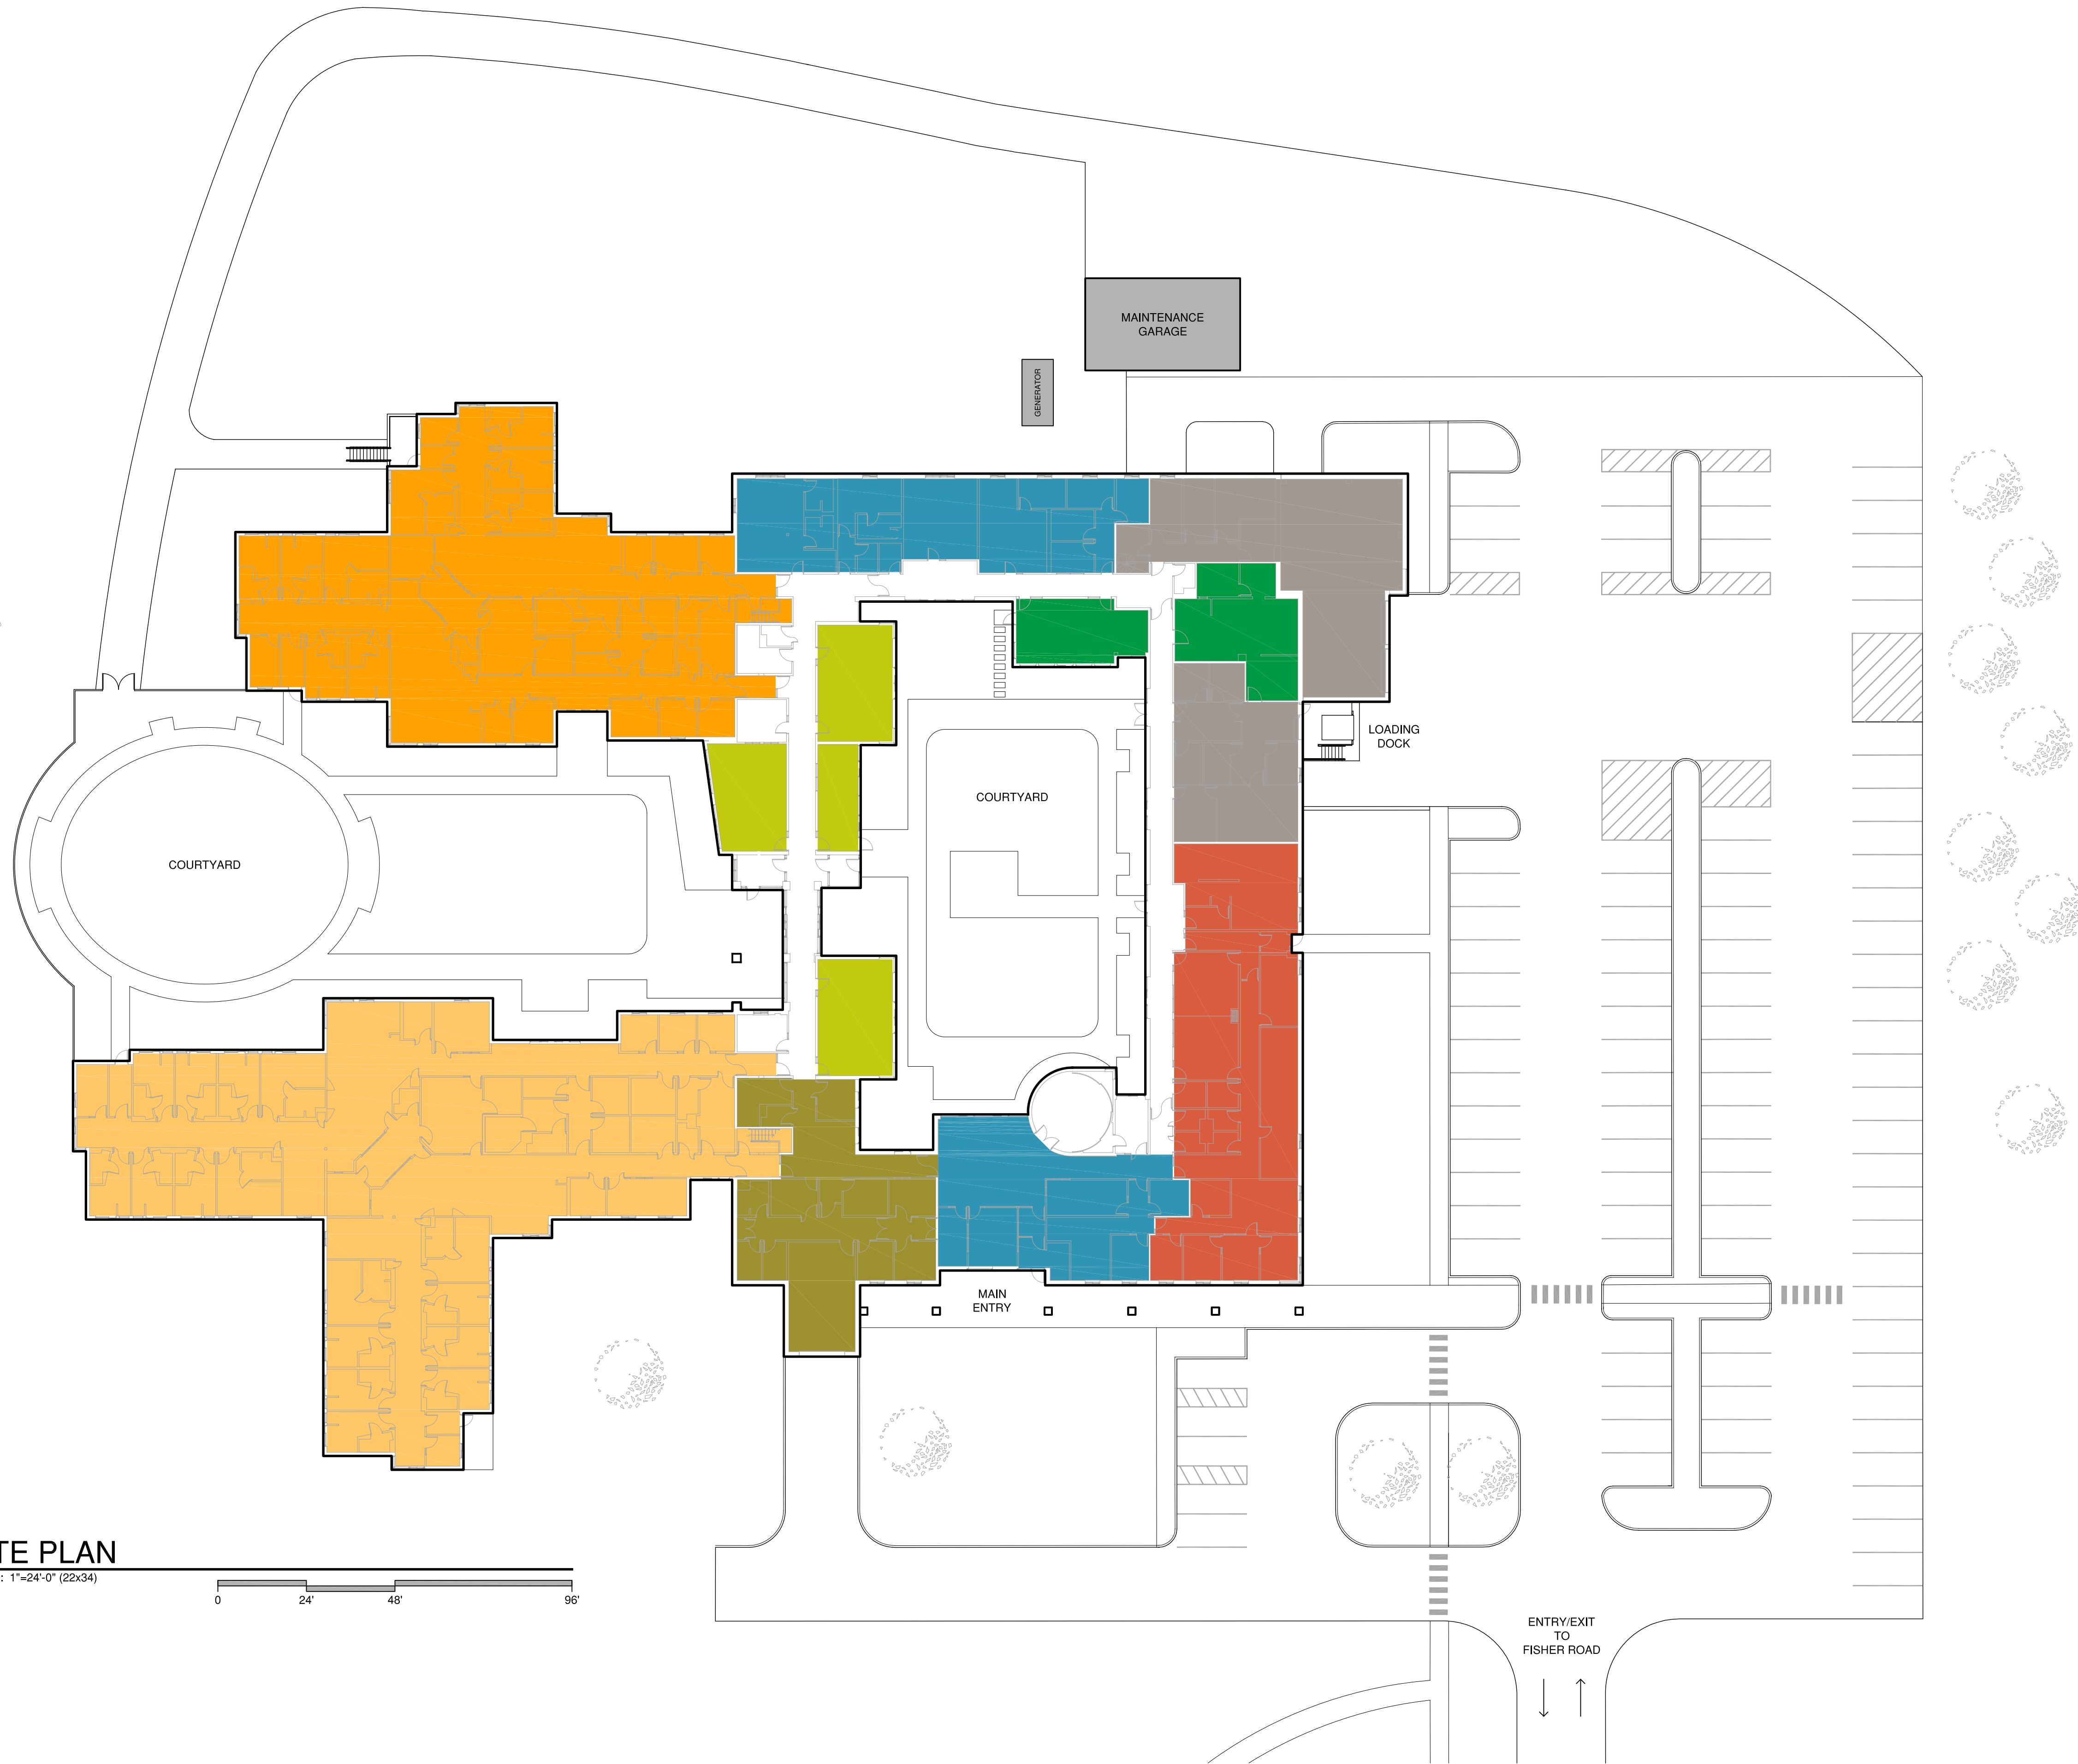 MAINTENANCE
GARAGE
GENERATOR
LOADING
DOCK
COURTYARD
COURTYARD
MAIN
ENTRY
TE PLAN
: 1"=24'-0" (22x34)
0 24' 48' 96'
ENTRY/EXIT
TO
FISHER ROAD